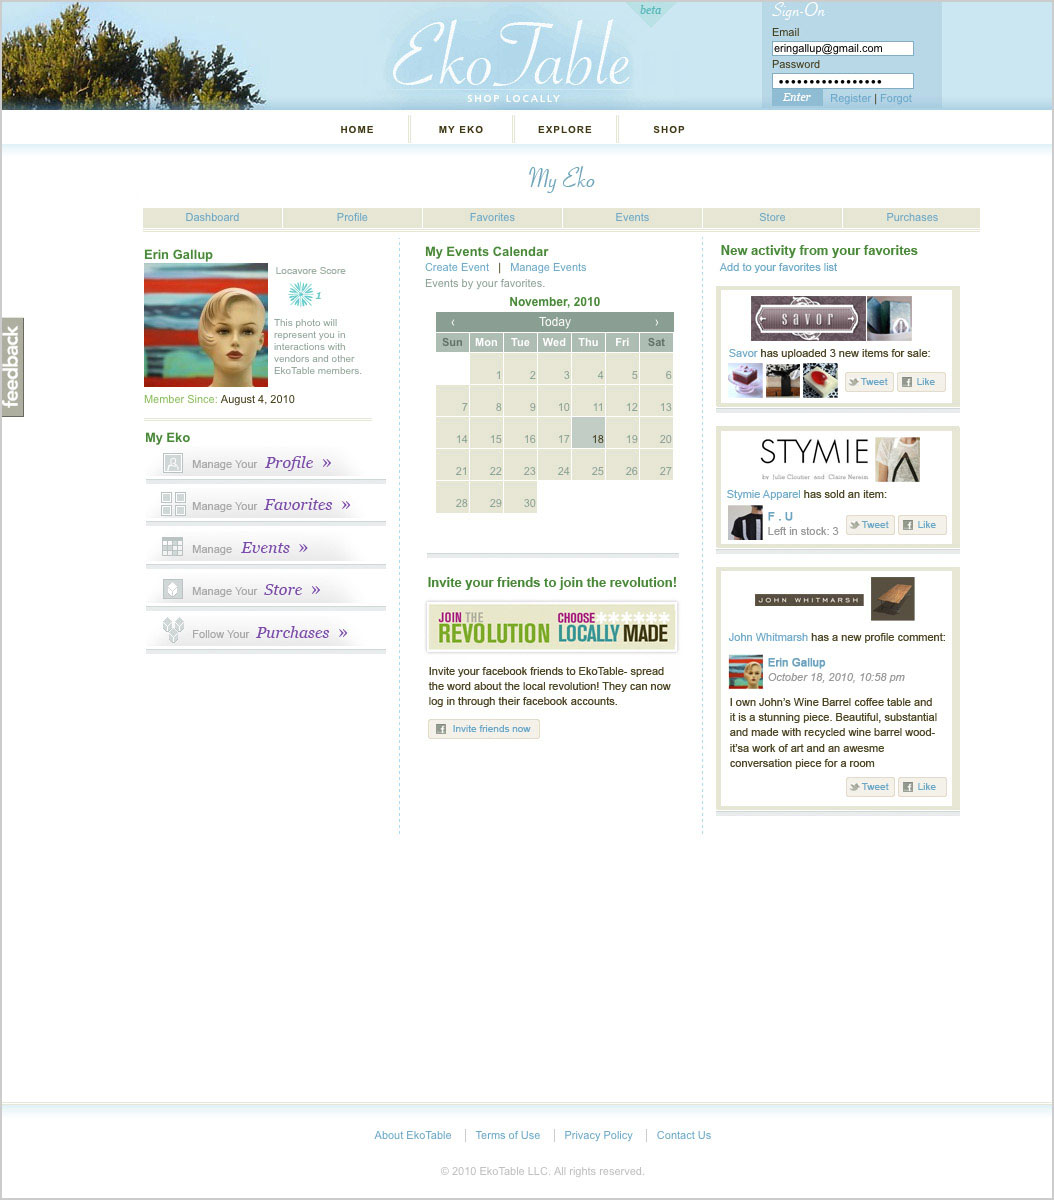 beta
EkoTable
SHOP LOCALLY
Sign-On
Email
eringallup@gmail.com
Password
•••••••••••••••••
Enter
Register | Forgot
HOME
MY EKO
EXPLORE
SHOP
My Eko
Dashboard
Profile
Favorites
Events
Store
Purchases
feedback
Erin Gallup
Locavore Score
1
This photo will
represent you in
interactions with
vendors and other
EkoTable members.
Member Since: August 4, 2010
My Eko
Manage Your Profile »
Manage Your Favorites »
Manage Events »
Manage Your Store »
Follow Your Purchases »
My Events Calendar
Create Event | Manage Events
Events by your favorites.
November, 2010
‹ Today ›
Sun Mon Tue Wed Thu Fri Sat
1 2 3 4 5 6
7 8 9 10 11 12 13
14 15 16 17 18 19 20
21 22 23 24 25 26 27
28 29 30
Invite your friends to join the revolution!
JOIN THE
REVOLUTION
CHOOSE ******
LOCALLY MADE
Invite your facebook friends to EkoTable- spread
the word about the local revolution! They can now
log in through their facebook accounts.
Invite friends now
New activity from your favorites
Add to your favorites list
savor
Savor has uploaded 3 new items for sale:
Tweet
Like
STYMIE
by Julie Cloutier and Claire Nereim
Stymie Apparel has sold an item:
F . U
Left in stock: 3
Tweet
Like
JOHN WHITMARSH
John Whitmarsh has a new profile comment:
Erin Gallup
October 18, 2010, 10:58 pm
I own John's Wine Barrel coffee table and
it is a stunning piece. Beautiful, substantial
and made with recycled wine barrel wood-
it'sa work of art and an awesme
conversation piece for a room
Tweet
Like
About EkoTable
Terms of Use
Privacy Policy
Contact Us
© 2010 EkoTable LLC. All rights reserved.